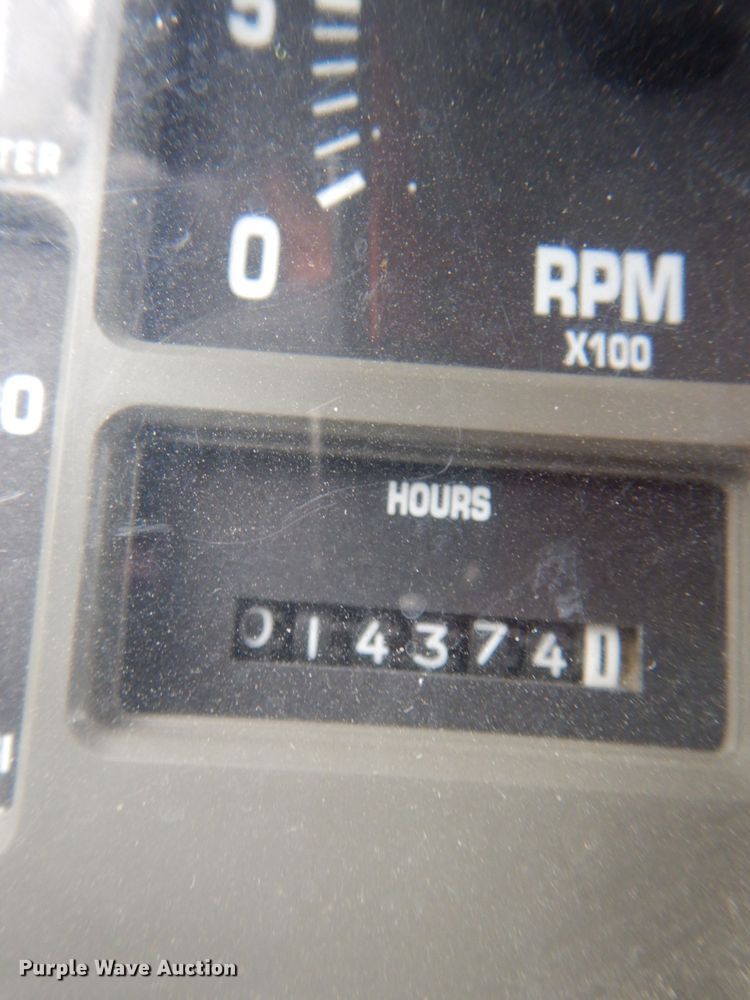 5
TER
0
RPM
X100
0
HOURS
0143741
Purple Wave Auction